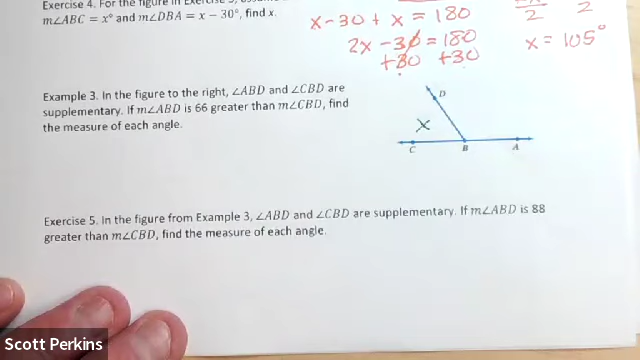 Exercise 4. For the figure in Exercise 3,
m∠ABC = x° and m∠DBA = x − 30°, find x.
x-30 + x = 180
2x -30 = 180
+30 +30
2 2
x = 105°
Example 3. In the figure to the right, ∠ABD and ∠CBD are
supplementary. If m∠ABD is 66 greater than m∠CBD, find
the measure of each angle.
D
X
C B A
Exercise 5. In the figure from Example 3, ∠ABD and ∠CBD are supplementary. If m∠ABD is 88
greater than m∠CBD, find the measure of each angle.
Scott Perkins